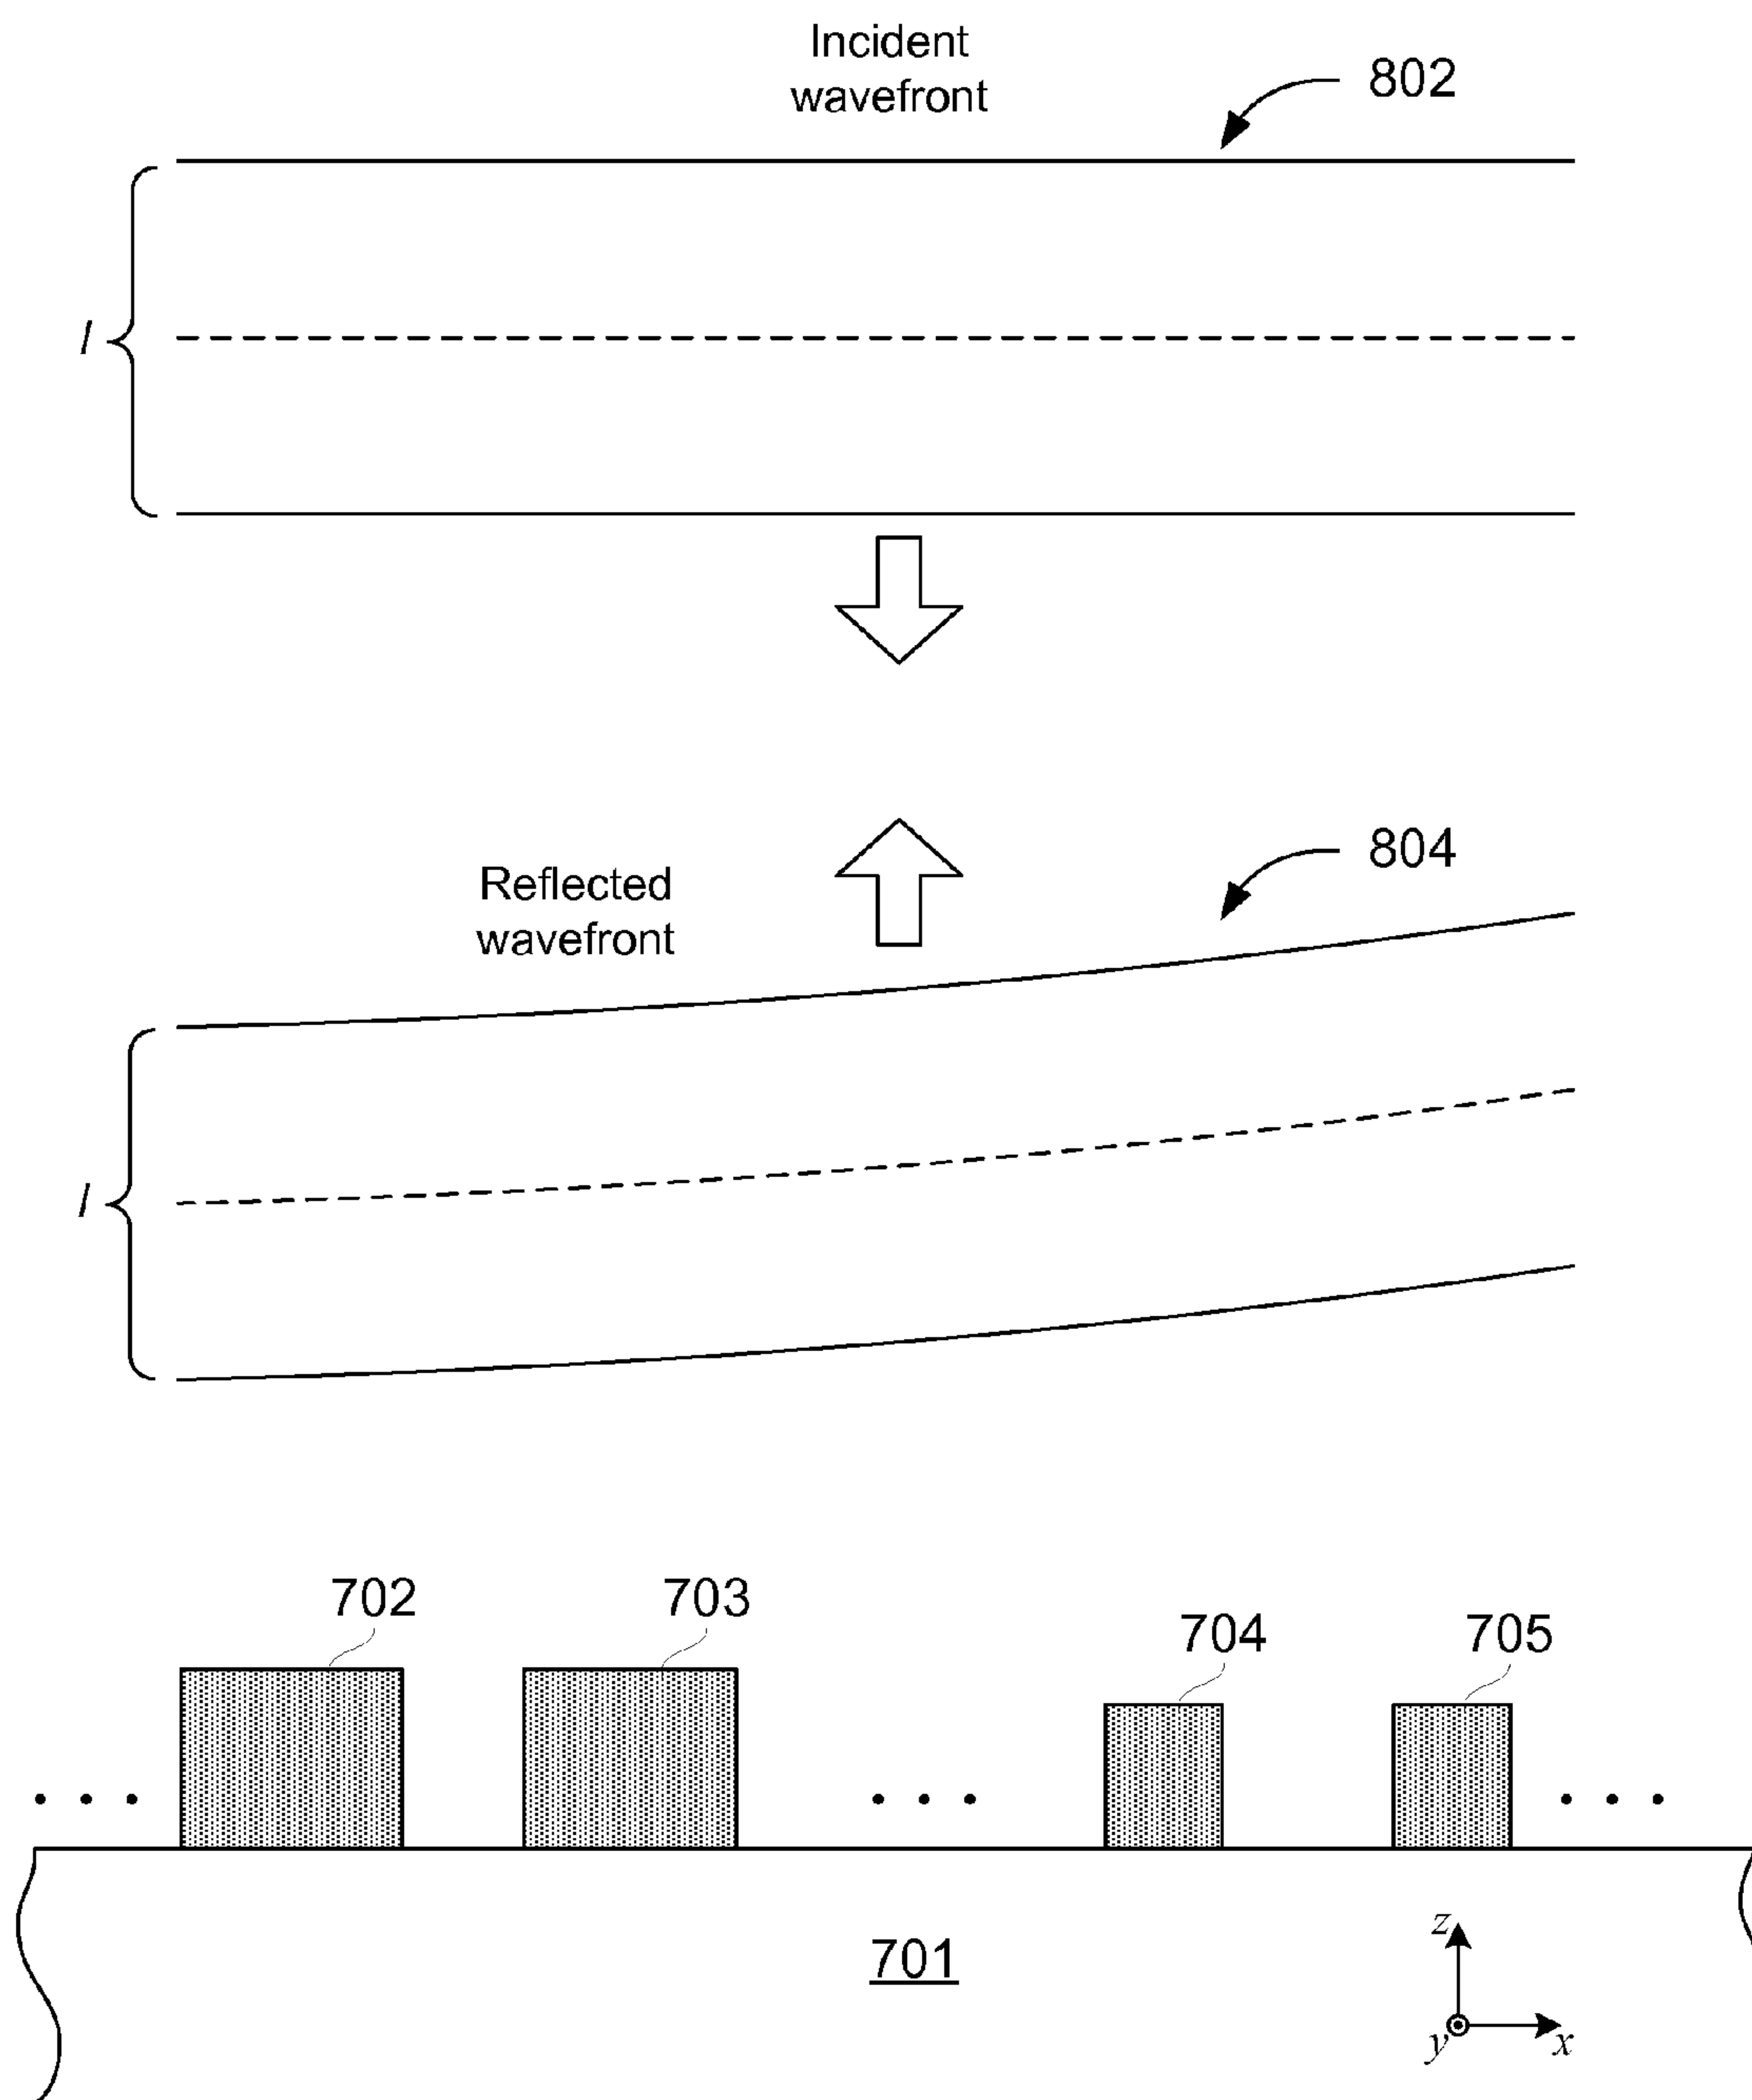 Incident
wavefront
802
l
Reflected
wavefront
804
l
702
703
704
705
701
z
y
x